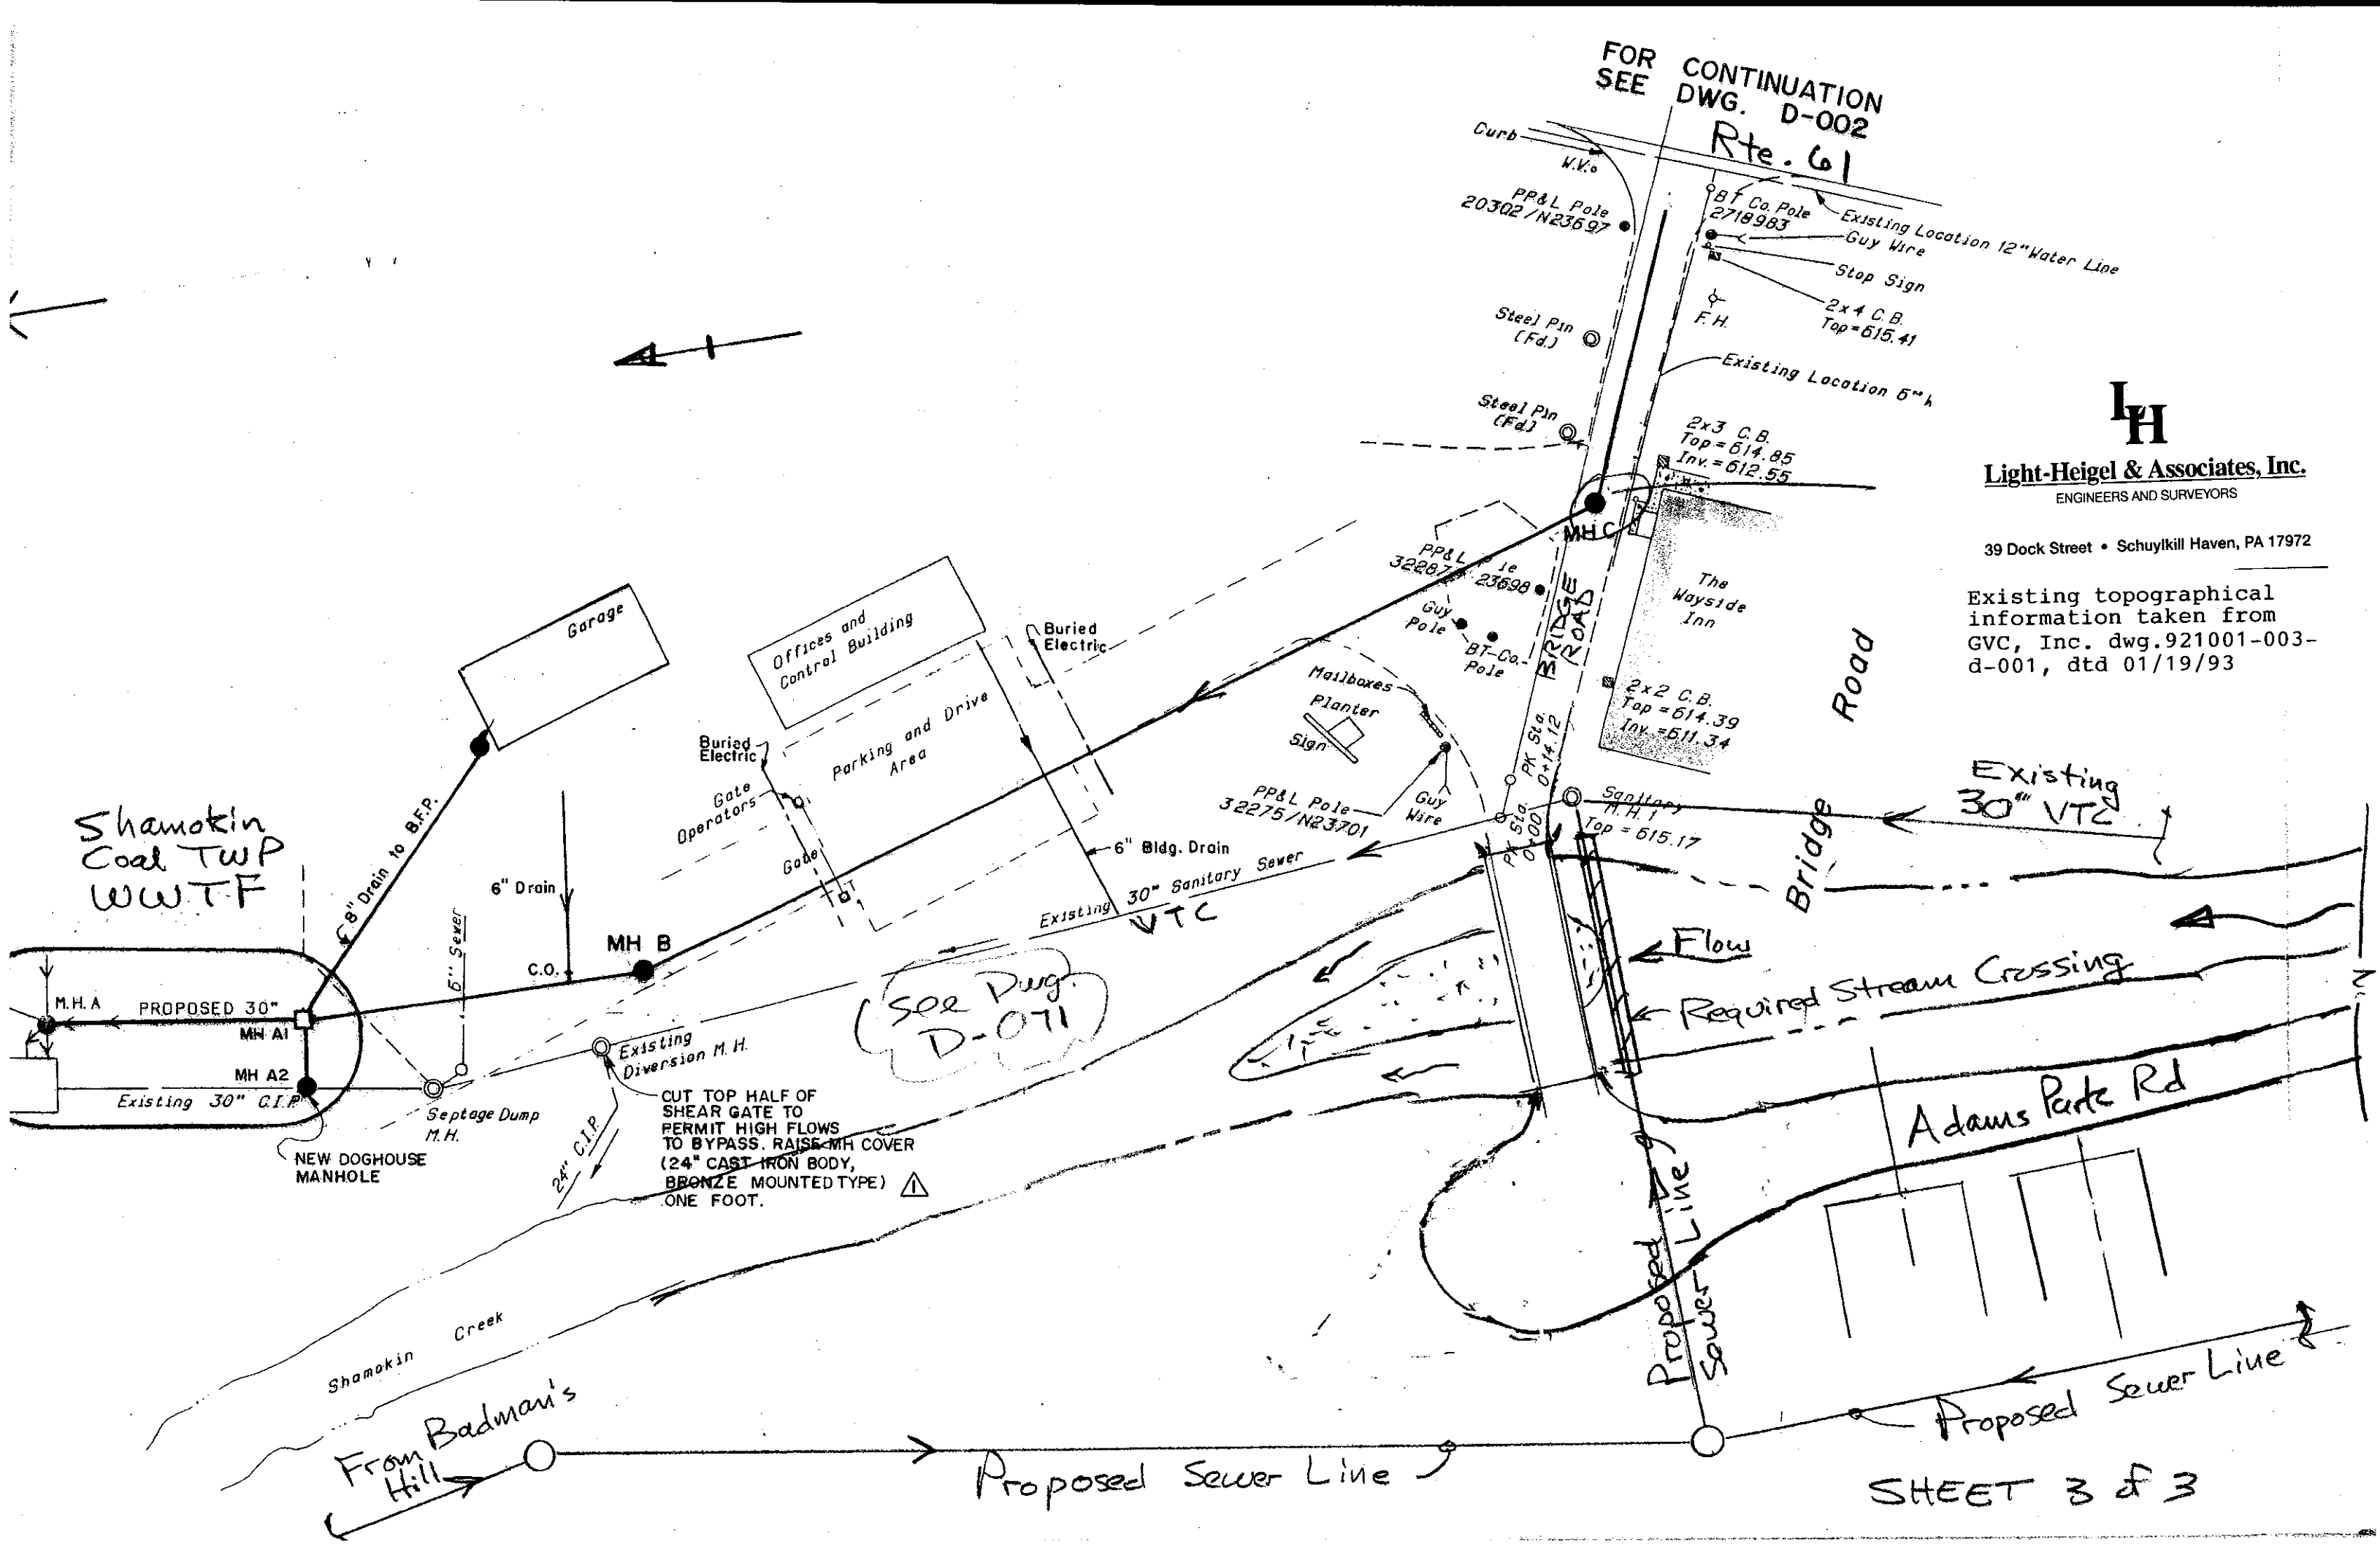 FOR CONTINUATION
SEE DWG. D-002
Rte. 61
Curb
W.V.
PP&L Pole
20302/N23697
BT Co. Pole
2718983
Existing Location 12" Water Line
Guy Wire
Stop Sign
2x4 C.B.
Top=615.41
F.H.
Steel Pin
(Fd.)
Existing Location 6"
Steel Pin
(Fd.)
2x3 C.B.
Top=614.85
Inv.=612.55
LH
Light-Heigel & Associates, Inc.
ENGINEERS AND SURVEYORS
39 Dock Street • Schuylkill Haven, PA 17972
Existing topographical
information taken from
GVC, Inc. dwg.921001-003-
d-001, dtd 01/19/93
MH C
PP&L
32287 23698
Guy
Pole
BT-Co.
Pole
BRIDGE
ROAD
The
Wayside
Inn
2x2 C.B.
Top=614.39
Inv.=611.34
Bridge Road
Garage
Offices and
Control Building
Buried
Electric
Parking and Drive
Area
Buried
Electric
Gate
Operators
Gate
Mailboxes
Planter
Sign
PP&L Pole
32275/N23701
Guy
Wire
PK Sta.
0+14.12
PK Sta.
0+00
Sanitary
M.H. 1
Top = 615.17
Existing
30" VTC
Shamokin
Coal TWP
WWTF
8" Drain to B.F.P.
6" Drain
6" Sewer
C.O.
MH B
6" Bldg. Drain
Existing 30" Sanitary Sewer
VTC
See Dwg.
D-071
Flow
Required Stream Crossing
M.H. A
PROPOSED 30"
MH A1
MH A2
Existing 30" C.I.P.
Septage Dump
M.H.
NEW DOGHOUSE
MANHOLE
Existing
Diversion M.H.
24" C.I.P.
CUT TOP HALF OF
SHEAR GATE TO
PERMIT HIGH FLOWS
TO BYPASS. RAISE MH COVER
(24" CAST IRON BODY,
BRONZE MOUNTED TYPE)
ONE FOOT.
1
Adams Park Rd
Proposed
Sewer Line
Shamokin Creek
From Badman's
Hill
Proposed Sewer Line
Proposed Sewer Line
SHEET 3 of 3